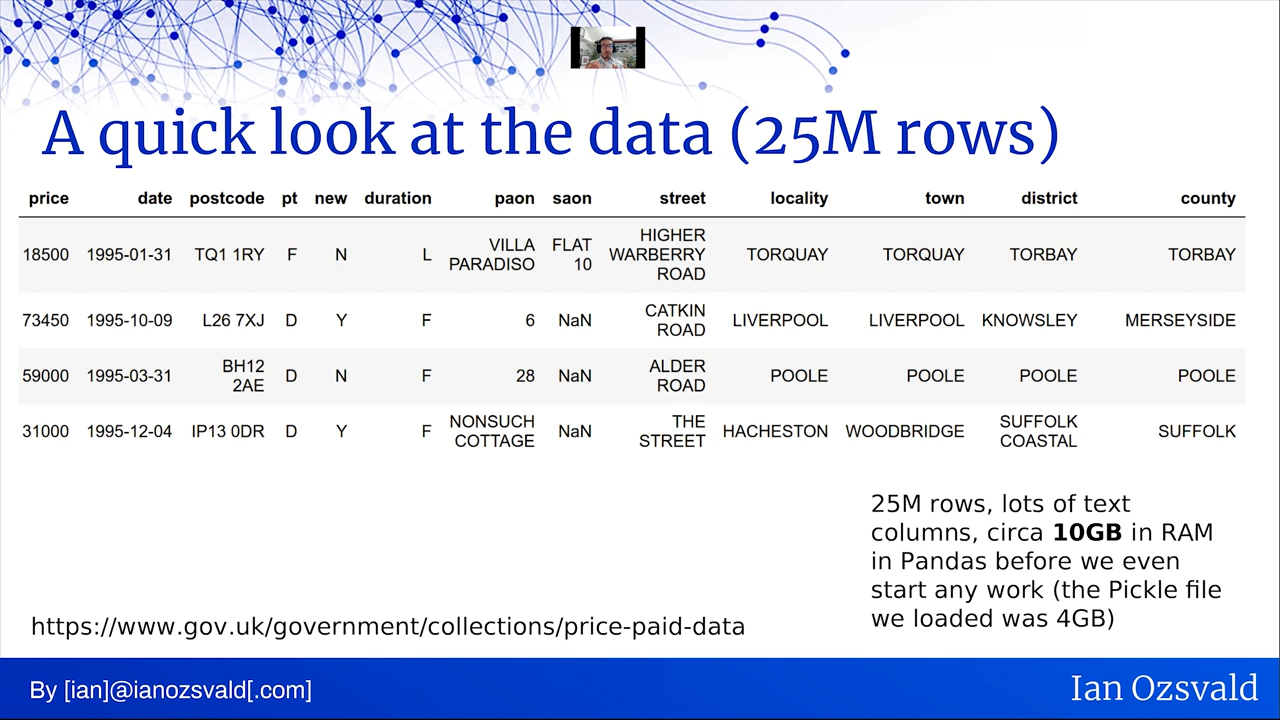 A quick look at the data (25M rows)
price date postcode pt new duration paon saon street locality town district county
18500 1995-01-31 TQ1 1RY F N L VILLA PARADISO FLAT 10 HIGHER WARBERRY ROAD TORQUAY TORQUAY TORBAY TORBAY
73450 1995-10-09 L26 7XJ D Y F 6 NaN CATKIN ROAD LIVERPOOL LIVERPOOL KNOWSLEY MERSEYSIDE
59000 1995-03-31 BH12 2AE D N F 28 NaN ALDER ROAD POOLE POOLE POOLE POOLE
31000 1995-12-04 IP13 0DR D Y F NONSUCH COTTAGE NaN THE STREET HACHESTON WOODBRIDGE SUFFOLK COASTAL SUFFOLK
25M rows, lots of text
columns, circa 10GB in RAM
in Pandas before we even
start any work (the Pickle file
we loaded was 4GB)
https://www.gov.uk/government/collections/price-paid-data
By [ian]@ianozsvald[.com]
Ian Ozsvald